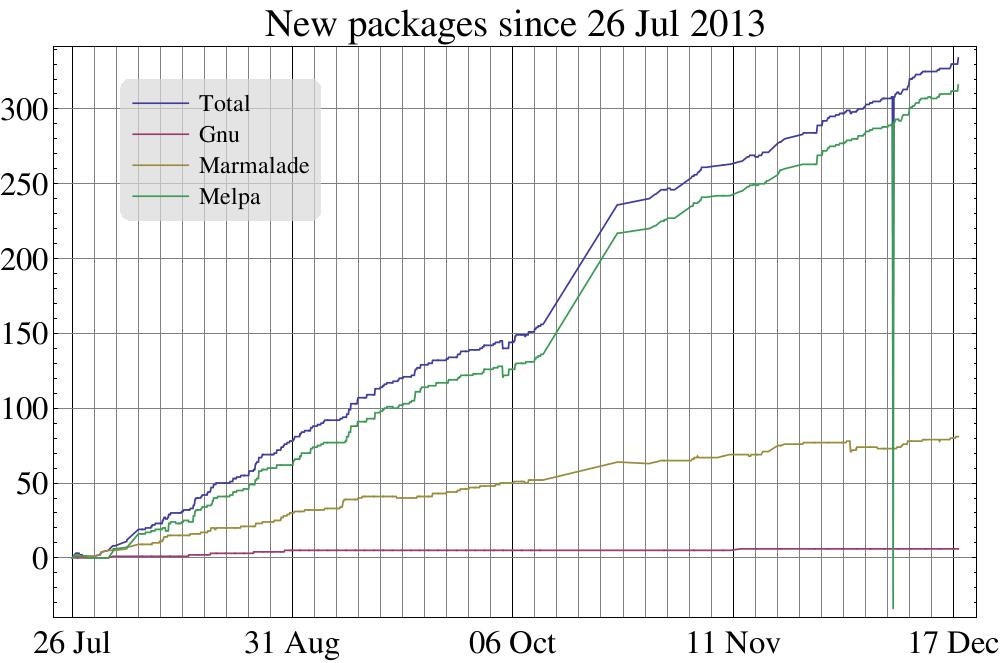 New packages since 26 Jul 2013
Total
Gnu
Marmalade
Melpa
300
250
200
150
100
50
0
26 Jul 31 Aug 06 Oct 11 Nov 17 Dec